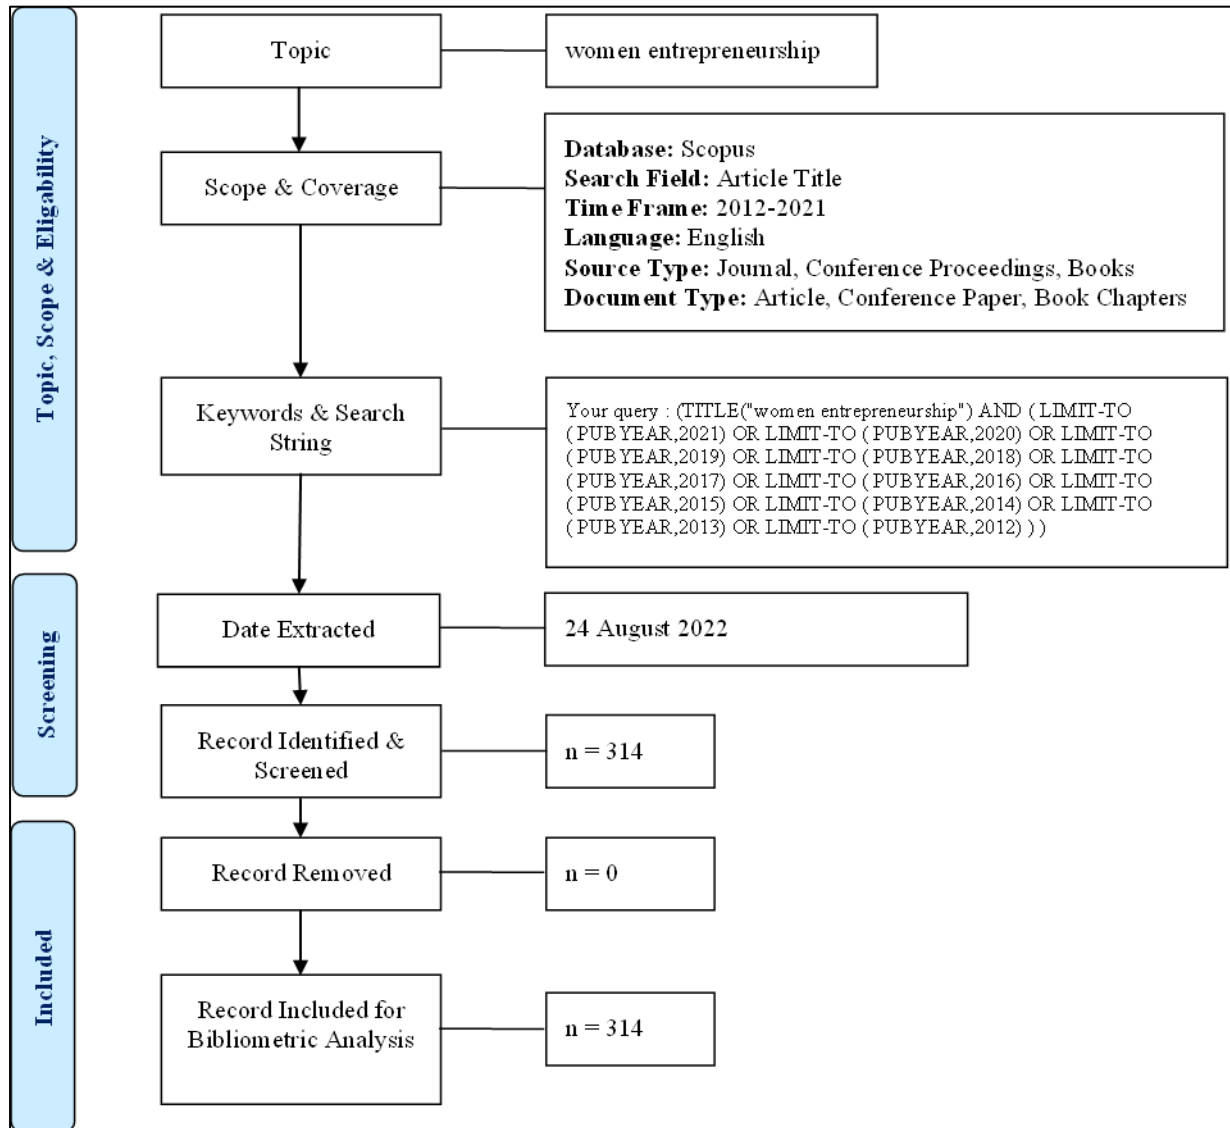 Topic, Scope & Eligability
Topic
women entrepreneurship
Scope & Coverage
Database: Scopus
Search Field: Article Title
Time Frame: 2012-2021
Language: English
Source Type: Journal, Conference Proceedings, Books
Document Type: Article, Conference Paper, Book Chapters
Keywords & Search
String
Your query : (TITLE("women entrepreneurship") AND ( LIMIT-TO
( PUBYEAR,2021) OR LIMIT-TO ( PUBYEAR,2020) OR LIMIT-TO
( PUBYEAR,2019) OR LIMIT-TO ( PUBYEAR,2018) OR LIMIT-TO
( PUBYEAR,2017) OR LIMIT-TO ( PUBYEAR,2016) OR LIMIT-TO
( PUBYEAR,2015) OR LIMIT-TO ( PUBYEAR,2014) OR LIMIT-TO
( PUBYEAR,2013) OR LIMIT-TO ( PUBYEAR,2012) ) )
Screening
Date Extracted
24 August 2022
Record Identified &
Screened
n = 314
Included
Record Removed
n = 0
Record Included for
Bibliometric Analysis
n = 314